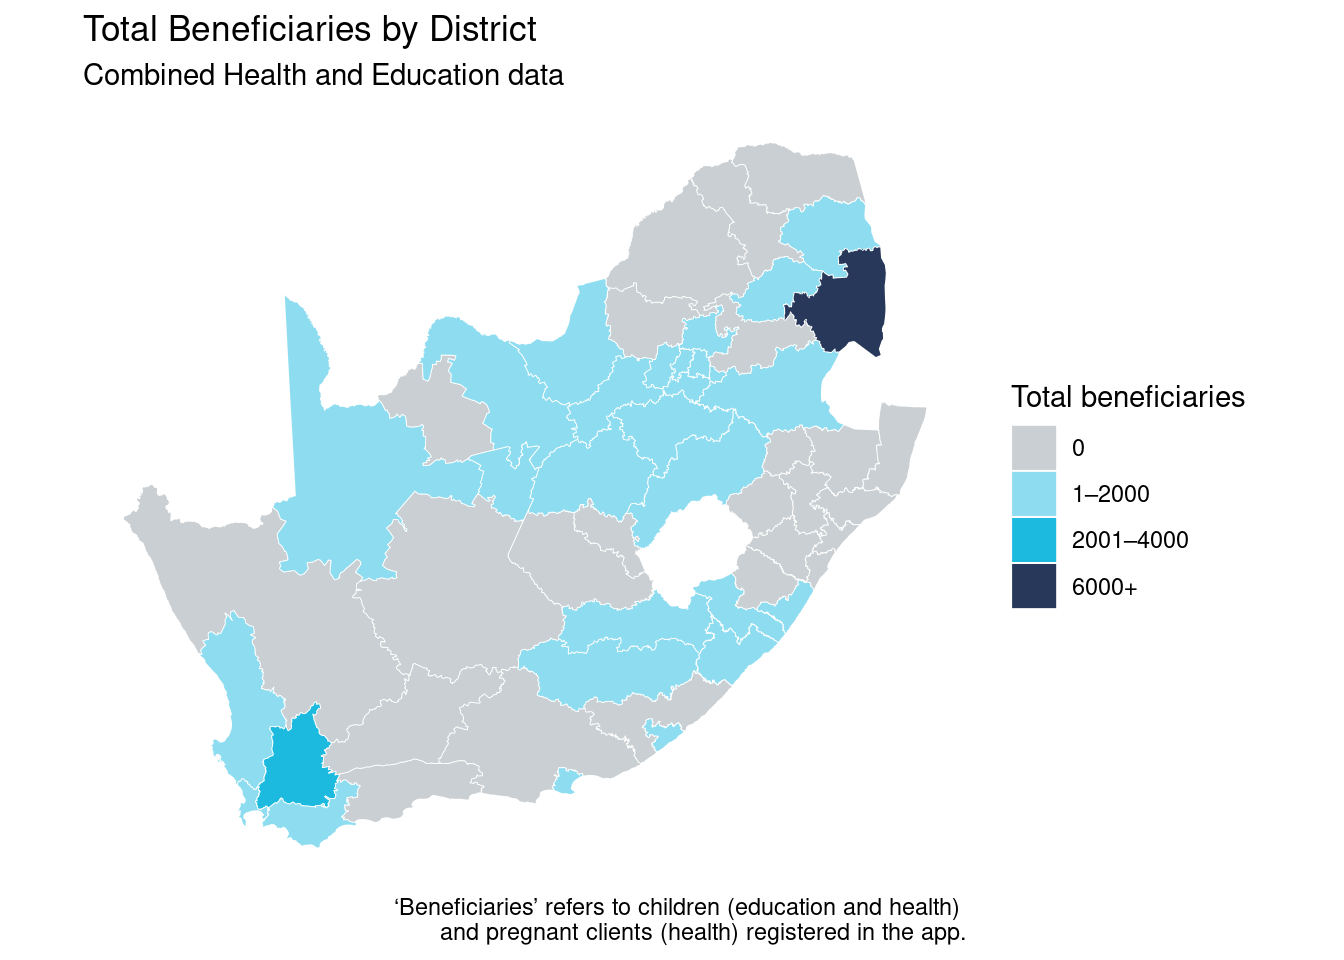 Total Beneficiaries by District
Combined Health and Education data
Total beneficiaries
0
1–2000
2001–4000
6000+
‘Beneficiaries’ refers to children (education and health)
and pregnant clients (health) registered in the app.